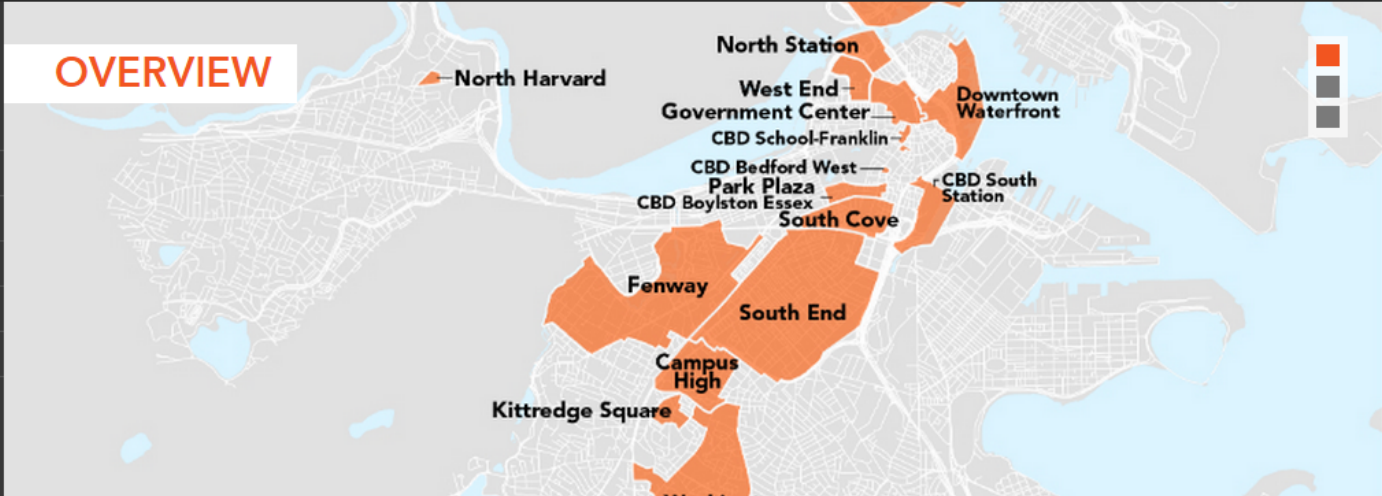 OVERVIEW
North Harvard
North Station
West End
Government Center
Downtown
Waterfront
CBD School-Franklin
CBD Bedford West
Park Plaza
CBD South
Station
CBD Boylston Essex
South Cove
Fenway
South End
Campus
High
Kittredge Square